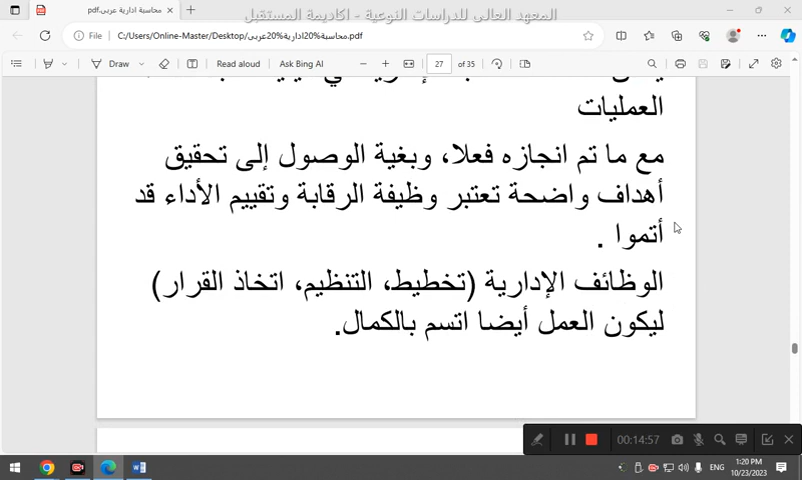 المعهد العالى للدراسات النوعية - اكاديمة المستقبل
محاسبة ادارية عربى.pdf
File C:/Users/Online-Master/Desktop/محاسبة%20ادارية%20عربى.pdf
Draw Read aloud Ask Bing AI 27 of 35
العمليات
مع ما تم انجازه فعلا، وبغية الوصول إلى تحقيق
أهداف واضحة تعتبر وظيفة الرقابة وتقييم الأداء قد
أتموا .
الوظائف الإدارية (تخطيط، التنظيم، اتخاذ القرار)
ليكون العمل أيضا اتسم بالكمال.
00:14:57
ENG 1:20 PM
10/23/2023